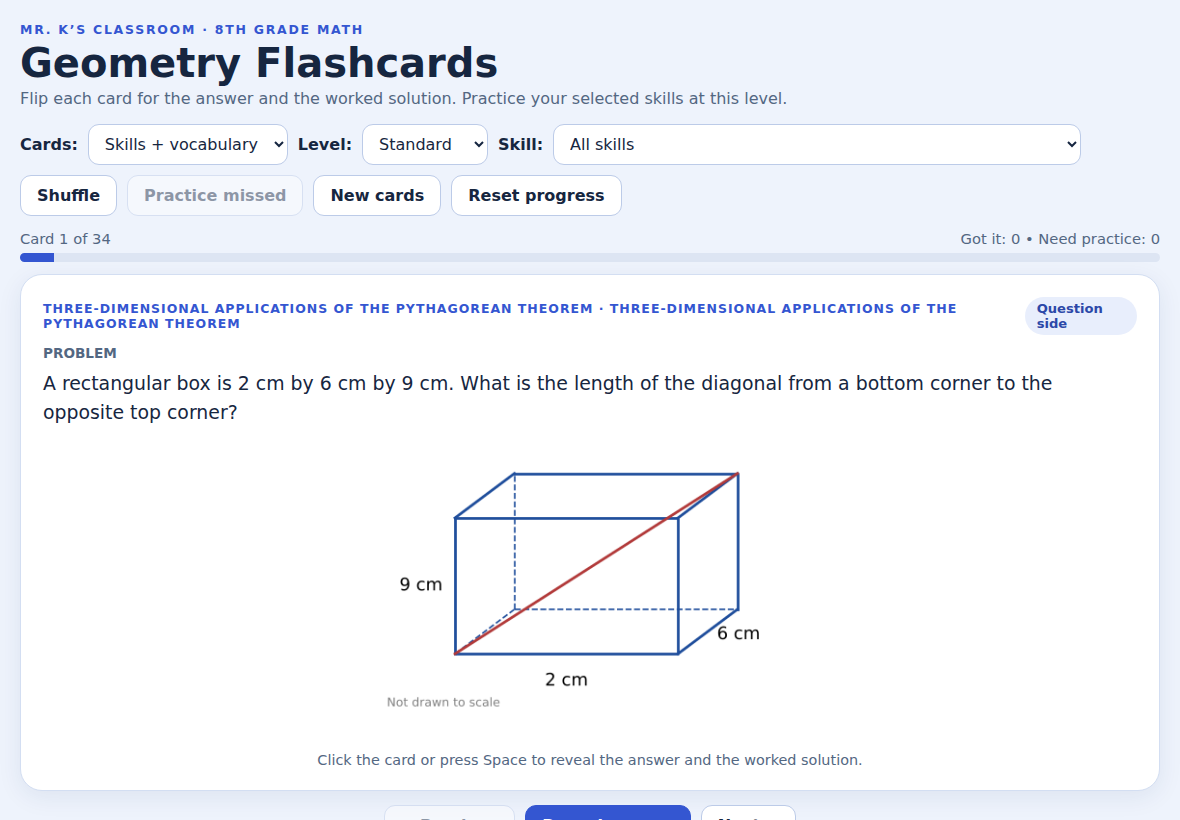 MR. K’S CLASSROOM · 8TH GRADE MATH
Geometry Flashcards
Flip each card for the answer and the worked solution. Practice your selected skills at this level.
Cards: Skills + vocabulary Level: Standard Skill: All skills
Shuffle Practice missed New cards Reset progress
Card 1 of 34 Got it: 0 • Need practice: 0
THREE-DIMENSIONAL APPLICATIONS OF THE PYTHAGOREAN THEOREM · THREE-DIMENSIONAL APPLICATIONS OF THE
PYTHAGOREAN THEOREM
Question
side
PROBLEM
A rectangular box is 2 cm by 6 cm by 9 cm. What is the length of the diagonal from a bottom corner to the
opposite top corner?
9 cm
6 cm
2 cm
Not drawn to scale
Click the card or press Space to reveal the answer and the worked solution.